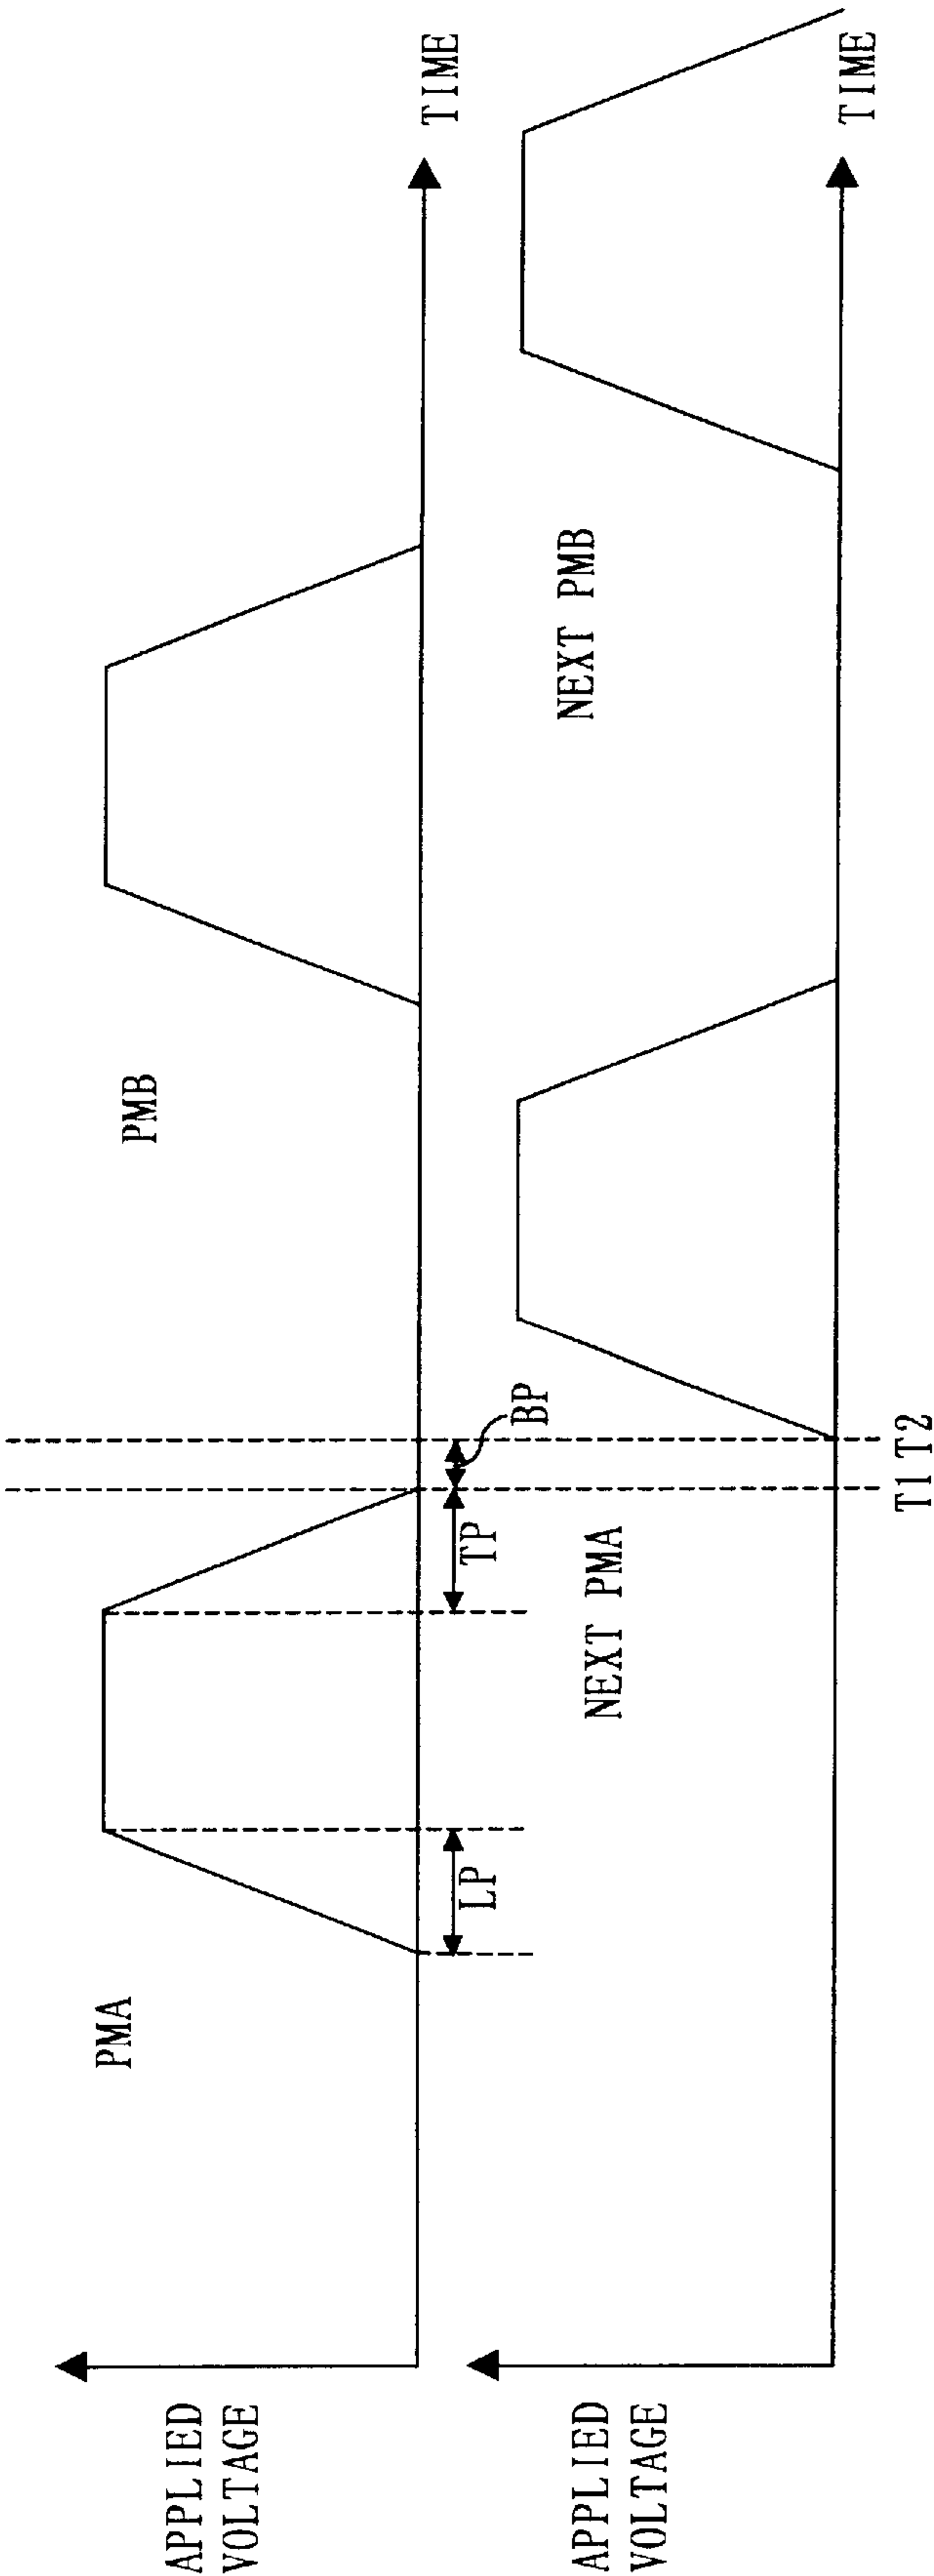 APPLIED
VOLTAGE
PMA
PMB
TIME
LP
TP
BP
APPLIED
VOLTAGE
NEXT PMA
NEXT PMB
TIME
T1 T2